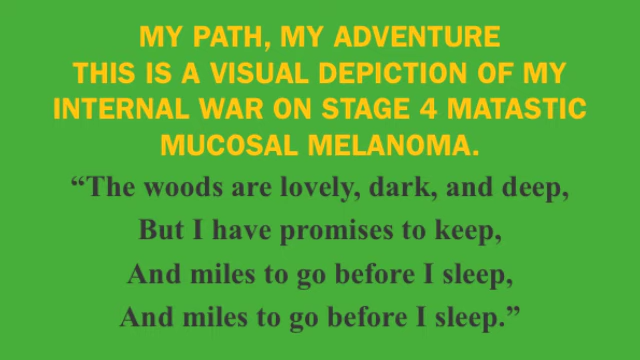 MY PATH, MY ADVENTURE
THIS IS A VISUAL DEPICTION OF MY
INTERNAL WAR ON STAGE 4 MATASTIC
MUCOSAL MELANOMA.
“The woods are lovely, dark, and deep,
But I have promises to keep,
And miles to go before I sleep,
And miles to go before I sleep.”